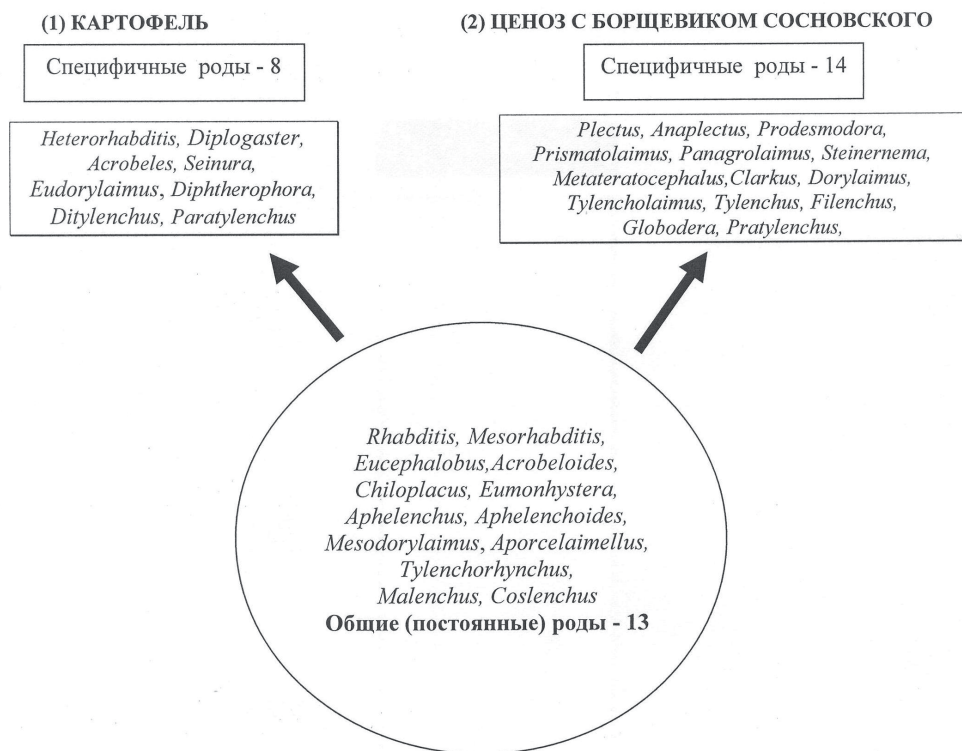 (1) КАРТОФЕЛЬ
Специфичные роды - 8
Heterorhabditis, Diplogaster,
Acrobeles, Seinura,
Eudorylaimus, Diphtherophora,
Ditylenchus, Paratylenchus
(2) ЦЕНОЗ С БОРЩЕВИКОМ СОСНОВСКОГО
Специфичные роды - 14
Plectus, Anaplectus, Prodesmodora,
Prismatolaimus, Panagrolaimus, Steinernema,
Metateratocephalus,Clarkus, Dorylaimus,
Tylencholaimus, Tylenchus, Filenchus,
Globodera, Pratylenchus,
Rhabditis, Mesorhabditis,
Eucephalobus,Acrobeloides,
Chiloplacus, Eumonhystera,
Aphelenchus, Aphelenchoides,
Mesodorylaimus, Aporcelaimellus,
Tylenchorhynchus,
Malenchus, Coslenchus
Общие (постоянные) роды - 13